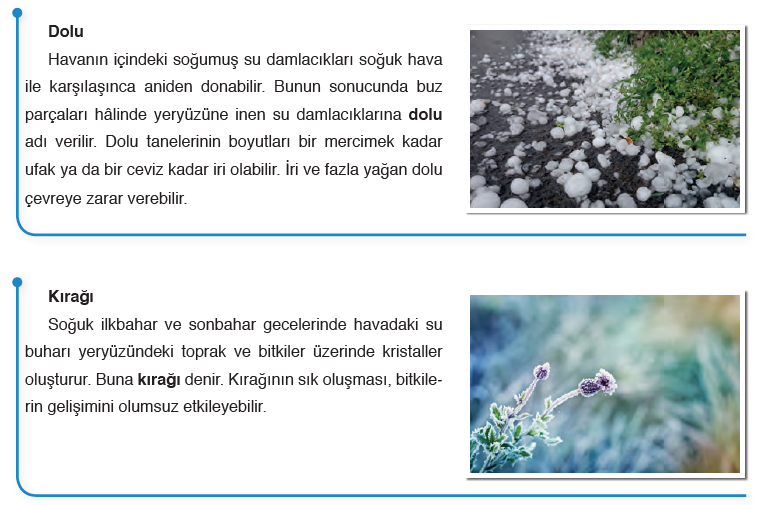 Dolu
Havanın içindeki soğumuş su damlacıkları soğuk hava
ile karşılaşınca aniden donabilir. Bunun sonucunda buz
parçaları hâlinde yeryüzüne inen su damlacıklarına dolu
adı verilir. Dolu tanelerinin boyutları bir mercimek kadar
ufak ya da bir ceviz kadar iri olabilir. İri ve fazla yağan dolu
çevreye zarar verebilir.
Kırağı
Soğuk ilkbahar ve sonbahar gecelerinde havadaki su
buharı yeryüzündeki toprak ve bitkiler üzerinde kristaller
oluşturur. Buna kırağı denir. Kırağının sık oluşması, bitkile-
rin gelişimini olumsuz etkileyebilir.